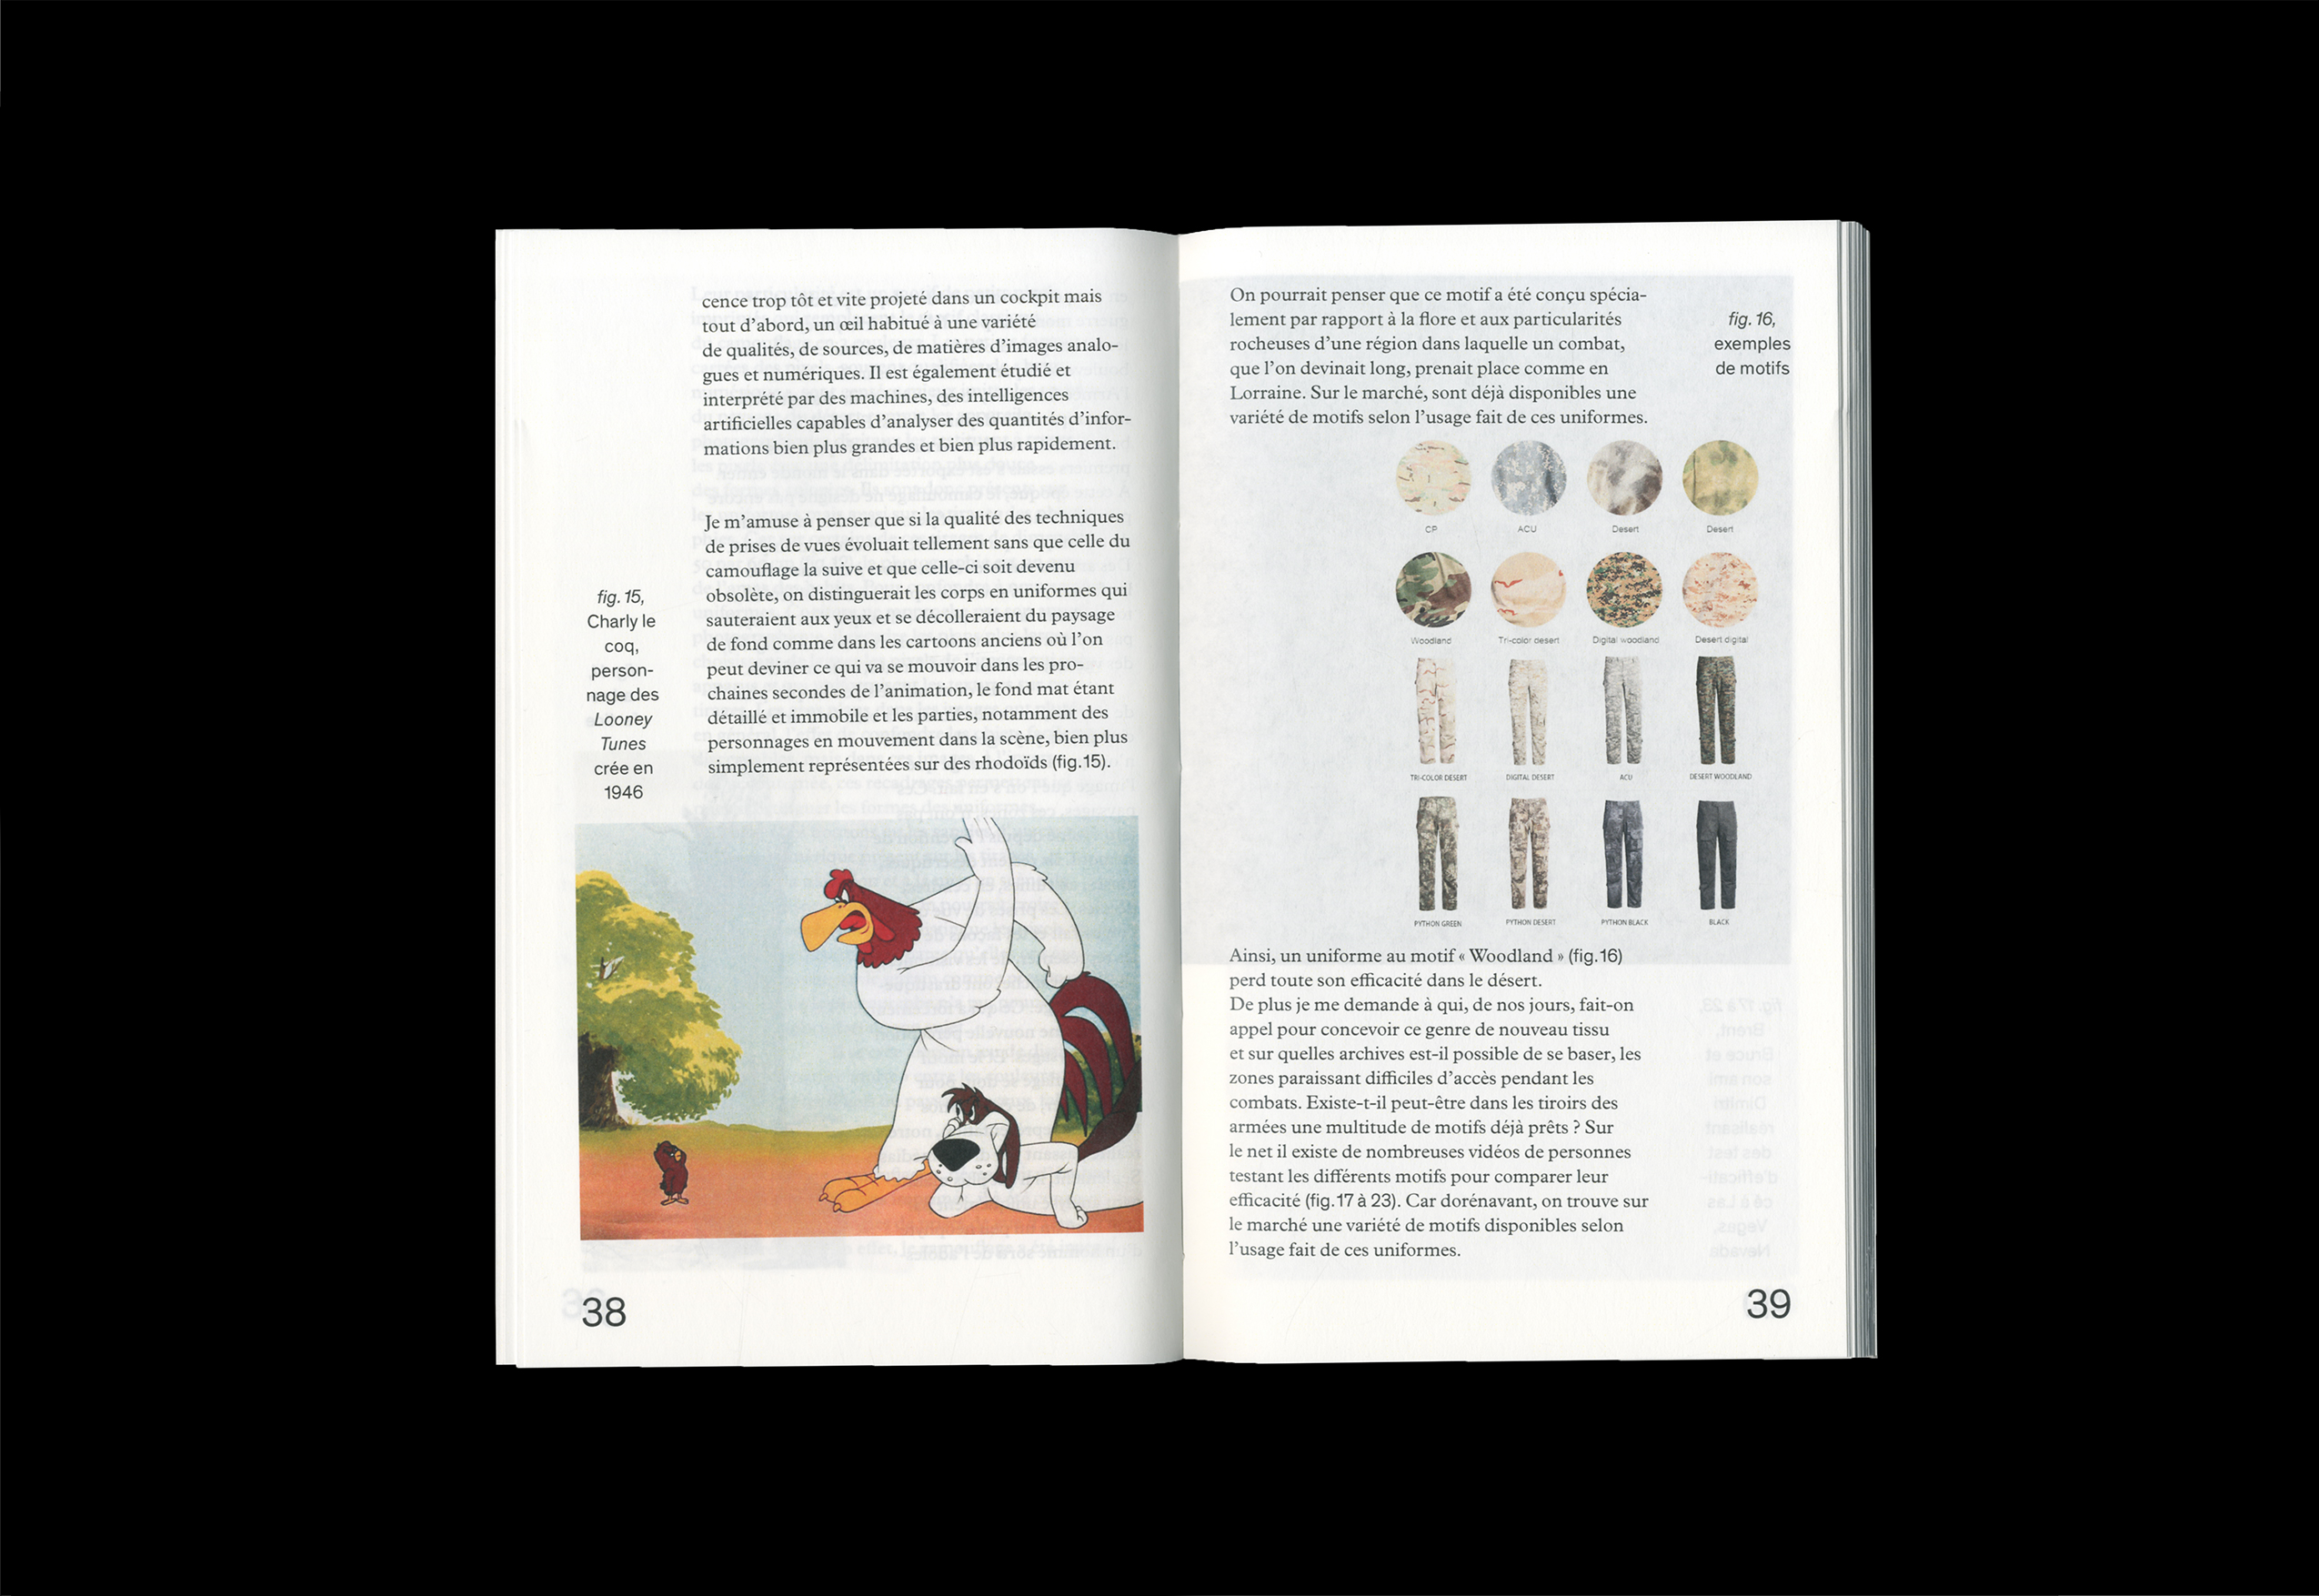 cence trop tôt et vite projeté dans un cockpit mais
tout d’abord, un œil habitué à une variété
de qualités, de sources, de matières d’images analo-
gues et numériques. Il est également étudié et
interprété par des machines, des intelligences
artificielles capables d’analyser des quantités d’infor-
mations bien plus grandes et bien plus rapidement.
Je m’amuse à penser que si la qualité des techniques
de prises de vues évoluait tellement sans que celle du
camouflage la suive et que celle-ci soit devenu
obsolète, on distinguerait les corps en uniformes qui
sauteraient aux yeux et se décolleraient du paysage
de fond comme dans les cartoons anciens où l’on
peut deviner ce qui va se mouvoir dans les pro-
chaines secondes de l’animation, le fond mat étant
détaillé et immobile et les parties, notamment des
personnages en mouvement dans la scène, bien plus
simplement représentées sur des rhodoïds (fig.15).
fig. 15,
Charly le
coq,
person-
nage des
Looney
Tunes
crée en
1946
38
On pourrait penser que ce motif a été conçu spécia-
lement par rapport à la flore et aux particularités
rocheuses d’une région dans laquelle un combat,
que l’on devinait long, prenait place comme en
Lorraine. Sur le marché, sont déjà disponibles une
variété de motifs selon l’usage fait de ces uniformes.
fig. 16,
exemples
de motifs
CP ACU Desert Desert
Woodland Tri-color desert Digital woodland Desert digital
TRI-COLOR DESERT DIGITAL DESERT ACU DESERT WOODLAND
PYTHON GREEN PYTHON DESERT PYTHON BLACK BLACK
Ainsi, un uniforme au motif « Woodland » (fig.16)
perd toute son efficacité dans le désert.
De plus je me demande à qui, de nos jours, fait-on
appel pour concevoir ce genre de nouveau tissu
et sur quelles archives est-il possible de se baser, les
zones paraissant difficiles d’accès pendant les
combats. Existe-t-il peut-être dans les tiroirs des
armées une multitude de motifs déjà prêts ? Sur
le net il existe de nombreuses vidéos de personnes
testant les différents motifs pour comparer leur
efficacité (fig.17 à 23). Car dorénavant, on trouve sur
le marché une variété de motifs disponibles selon
l’usage fait de ces uniformes.
39